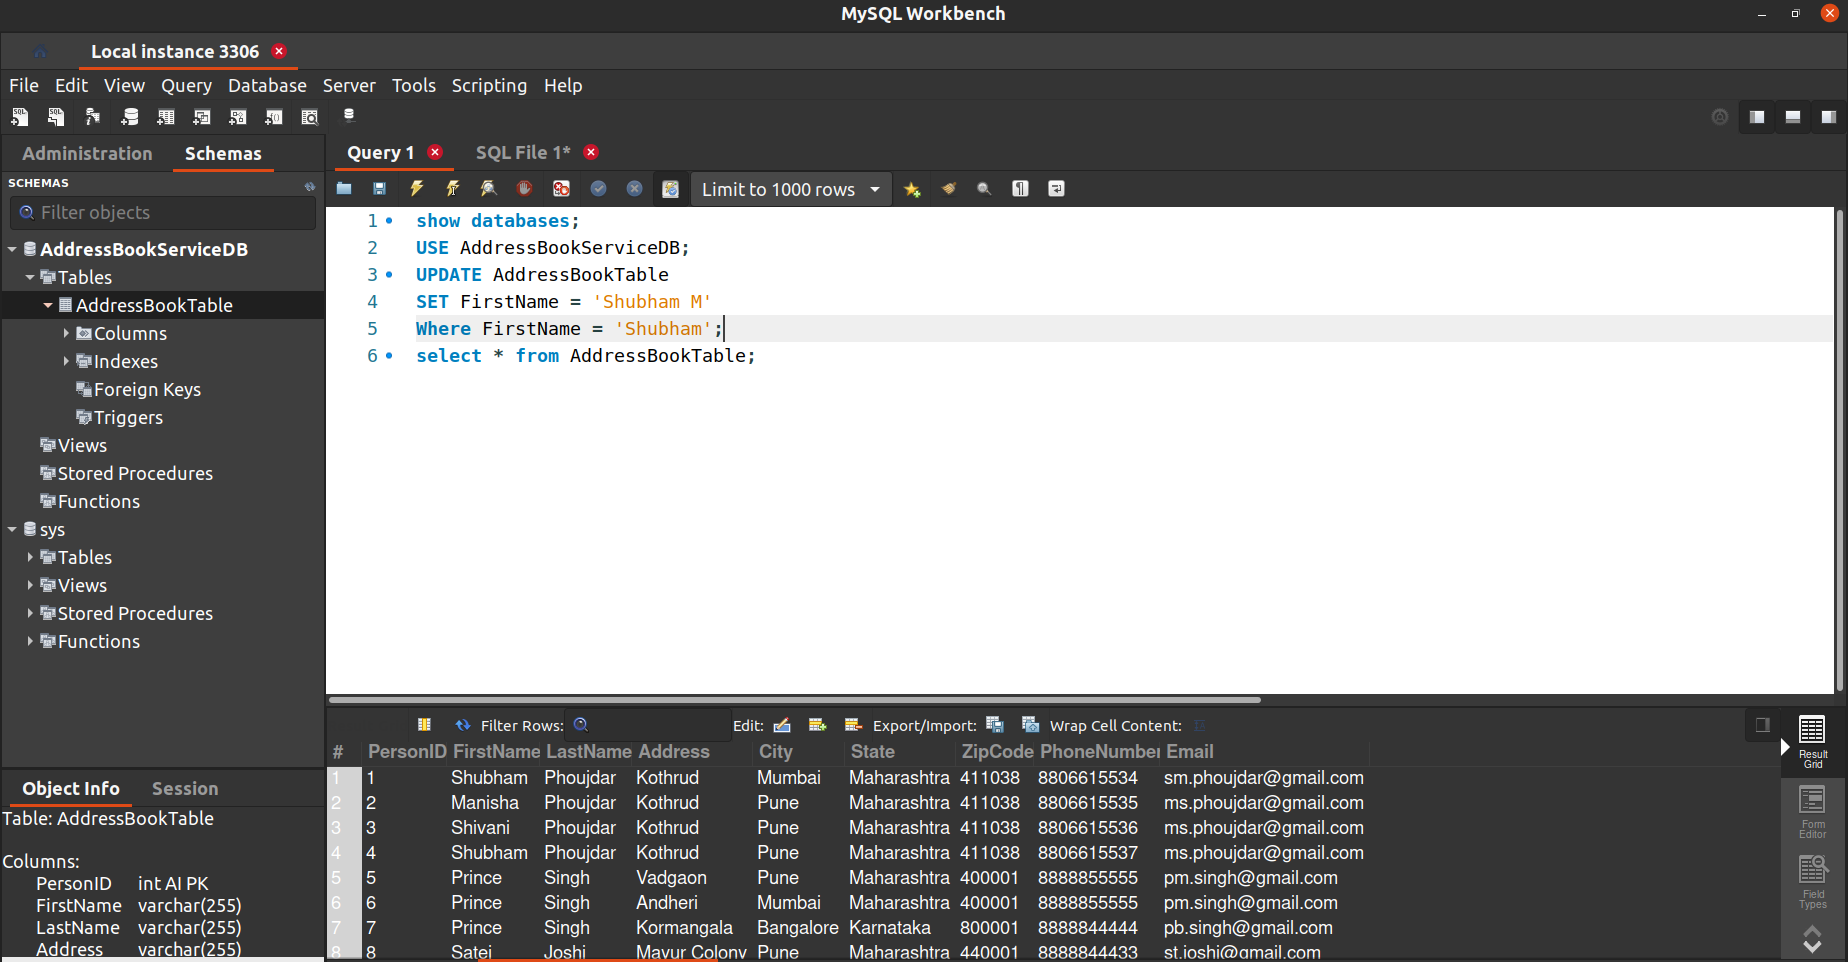 MySQL Workbench
Local instance 3306
File Edit View Query Database Server Tools Scripting Help
Administration Schemas
SCHEMAS
Filter objects
AddressBookServiceDB
Tables
AddressBookTable
Columns
Indexes
Foreign Keys
Triggers
Views
Stored Procedures
Functions
sys
Tables
Views
Stored Procedures
Functions
Object Info Session
Table: AddressBookTable
Columns:
PersonID int AI PK
FirstName varchar(255)
LastName varchar(255)
Address varchar(255)
Query 1 SQL File 1*
Limit to 1000 rows
1 show databases;
2 USE AddressBookServiceDB;
3 UPDATE AddressBookTable
4 SET FirstName = 'Shubham M'
5 Where FirstName = 'Shubham';
6 select * from AddressBookTable;
Filter Rows: Edit: Export/Import: Wrap Cell Content:
# PersonID FirstName LastName Address City State ZipCode PhoneNumber Email
1 1 Shubham Phoujdar Kothrud Mumbai Maharashtra 411038 8806615534 sm.phoujdar@gmail.com
2 2 Manisha Phoujdar Kothrud Pune Maharashtra 411038 8806615535 ms.phoujdar@gmail.com
3 3 Shivani Phoujdar Kothrud Pune Maharashtra 411038 8806615536 ms.phoujdar@gmail.com
4 4 Shubham Phoujdar Kothrud Pune Maharashtra 411038 8806615537 ms.phoujdar@gmail.com
5 5 Prince Singh Vadgaon Pune Maharashtra 400001 8888855555 pm.singh@gmail.com
6 6 Prince Singh Andheri Mumbai Maharashtra 400001 8888855555 pm.singh@gmail.com
7 7 Prince Singh Kormangala Bangalore Karnataka 800001 8888844444 pb.singh@gmail.com
8 8 Satej Joshi Mayur Colony Pune Maharashtra 440001 8888844433 st.joshi@gmail.com
Result
Grid
Form
Editor
Field
Types